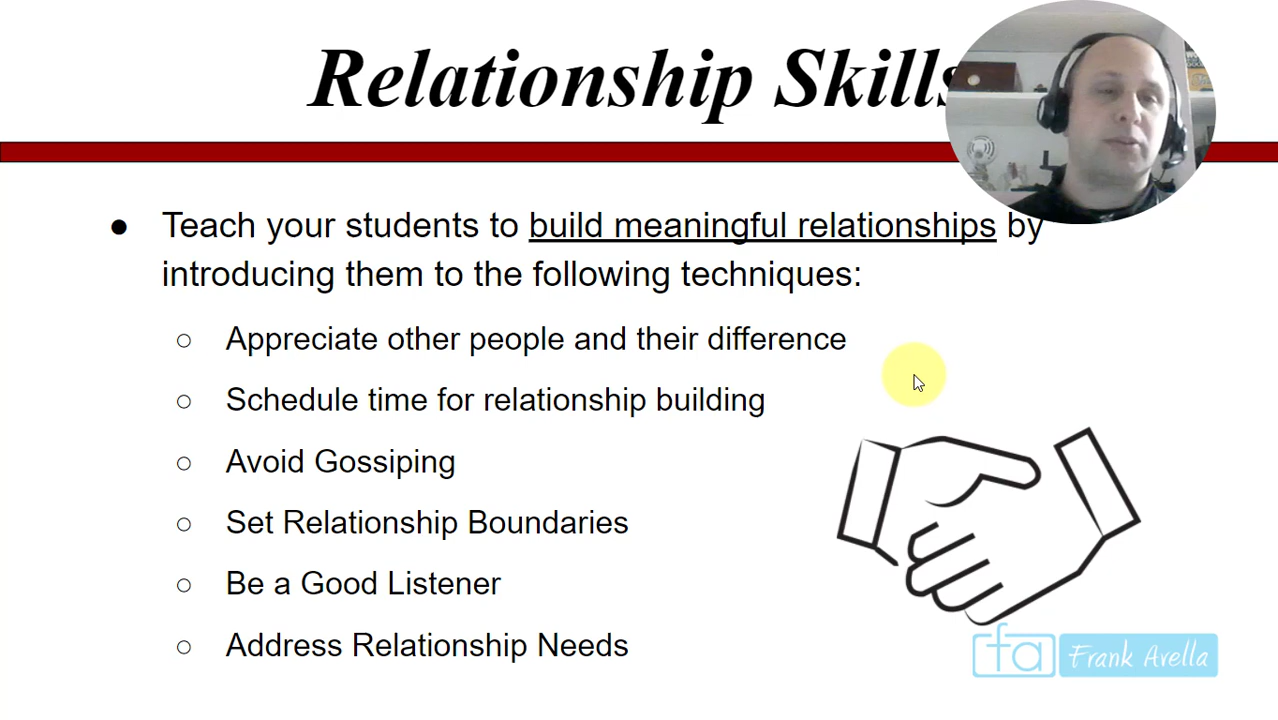 Relationship Skills
● Teach your students to build meaningful relationships by
introducing them to the following techniques:
○ Appreciate other people and their difference
○ Schedule time for relationship building
○ Avoid Gossiping
○ Set Relationship Boundaries
○ Be a Good Listener
○ Address Relationship Needs
fa Frank Avella